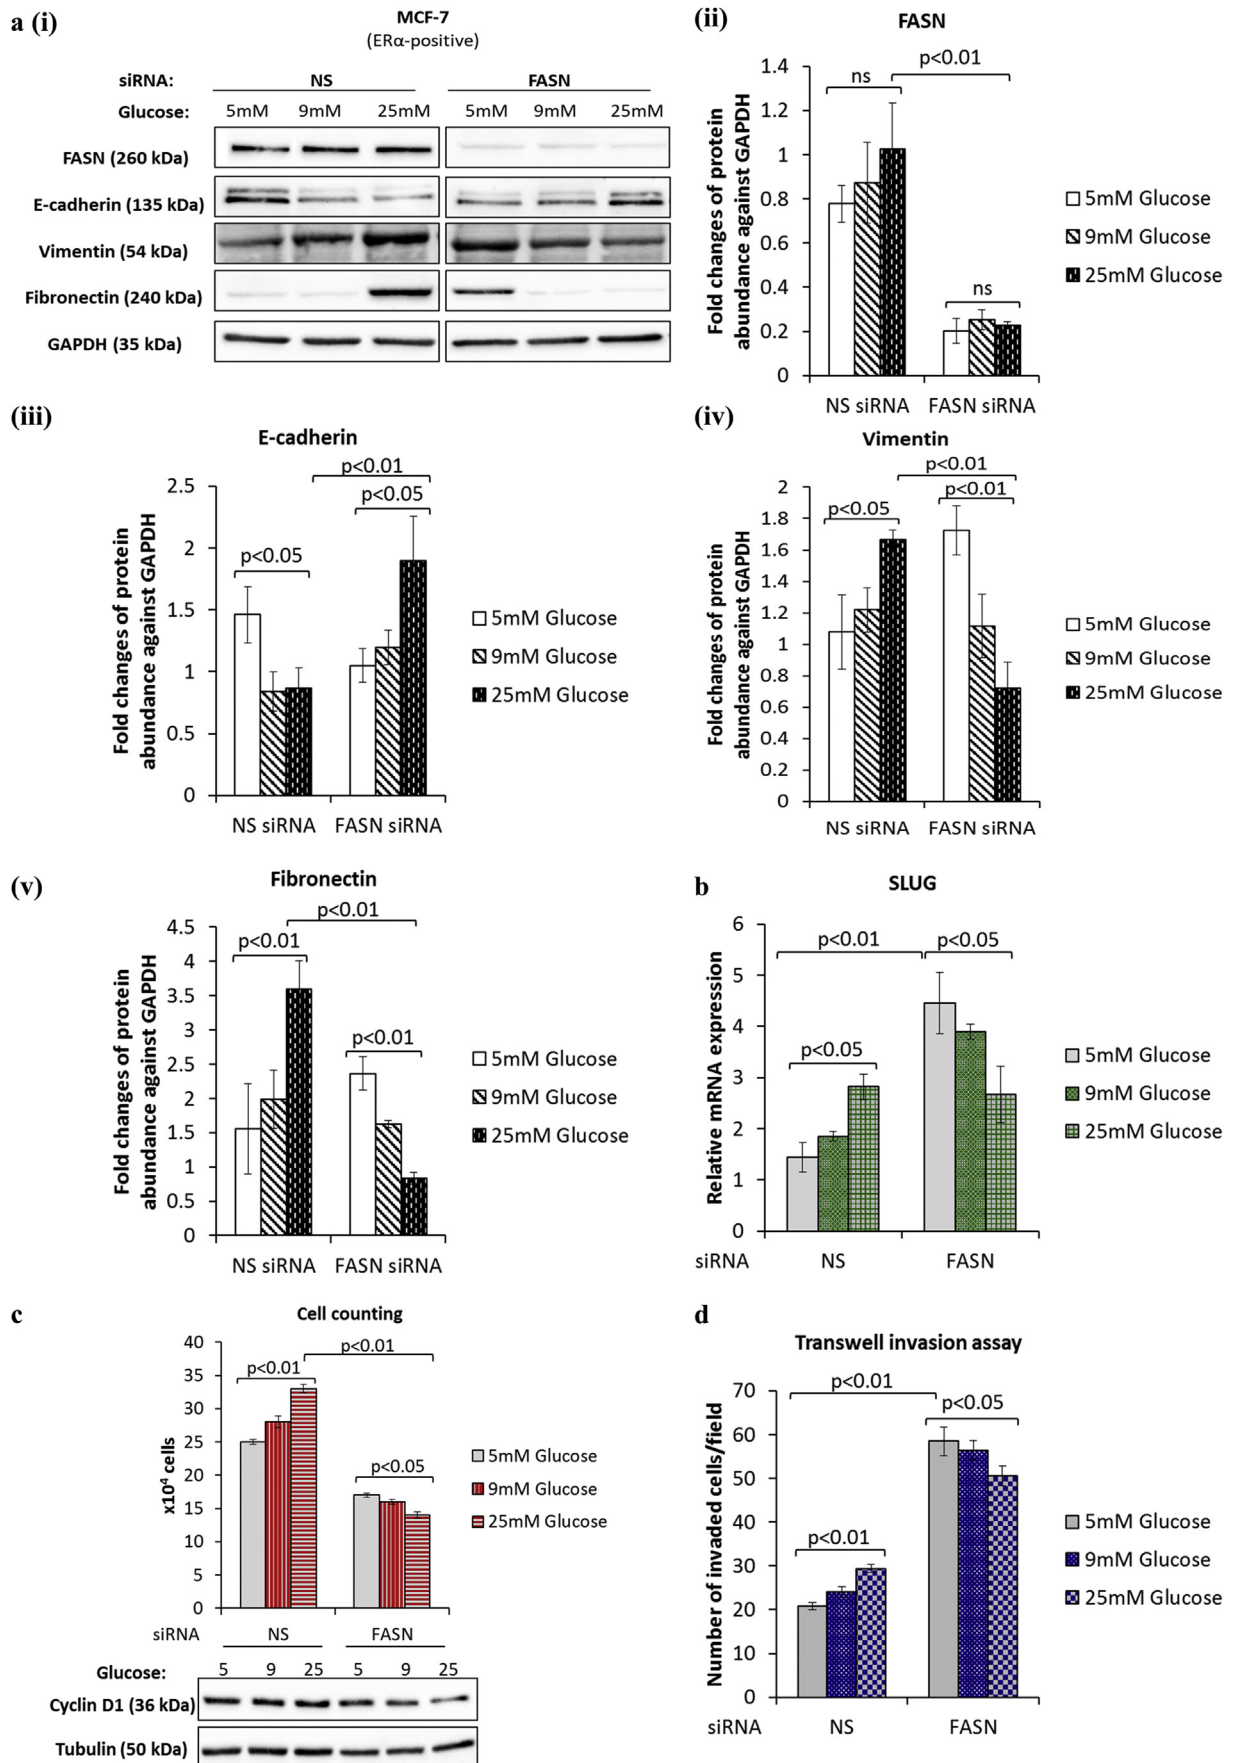 a (i)
MCF-7
(ERα-positive)
siRNA: NS FASN
Glucose: 5mM 9mM 25mM 5mM 9mM 25mM
FASN (260 kDa)
E-cadherin (135 kDa)
Vimentin (54 kDa)
Fibronectin (240 kDa)
GAPDH (35 kDa)
(ii)
FASN
Fold changes of protein
abundance against GAPDH
1.4
1.2
1
0.8
0.6
0.4
0.2
0
ns
p<0.01
ns
NS siRNA FASN siRNA
5mM Glucose
9mM Glucose
25mM Glucose
(iii)
E-cadherin
Fold changes of protein
abundance against GAPDH
2.5
2
1.5
1
0.5
0
p<0.05
p<0.01
p<0.05
NS siRNA FASN siRNA
5mM Glucose
9mM Glucose
25mM Glucose
(iv)
Vimentin
Fold changes of protein
abundance against GAPDH
2
1.8
1.6
1.4
1.2
1
0.8
0.6
0.4
0.2
0
p<0.05
p<0.01
p<0.01
NS siRNA FASN siRNA
5mM Glucose
9mM Glucose
25mM Glucose
(v)
Fibronectin
Fold changes of protein
abundance against GAPDH
4.5
4
3.5
3
2.5
2
1.5
1
0.5
0
p<0.01
p<0.01
p<0.01
NS siRNA FASN siRNA
5mM Glucose
9mM Glucose
25mM Glucose
b
SLUG
Relative mRNA expression
6
5
4
3
2
1
0
p<0.01
p<0.05
p<0.05
siRNA NS FASN
5mM Glucose
9mM Glucose
25mM Glucose
c
Cell counting
x10⁴ cells
40
35
30
25
20
15
10
5
0
p<0.01
p<0.01
p<0.05
5mM Glucose
9mM Glucose
25mM Glucose
siRNA NS FASN
Glucose: 5 9 25 5 9 25
Cyclin D1 (36 kDa)
Tubulin (50 kDa)
d
Transwell invasion assay
Number of invaded cells/field
70
60
50
40
30
20
10
0
p<0.01
p<0.05
p<0.01
siRNA NS FASN
5mM Glucose
9mM Glucose
25mM Glucose